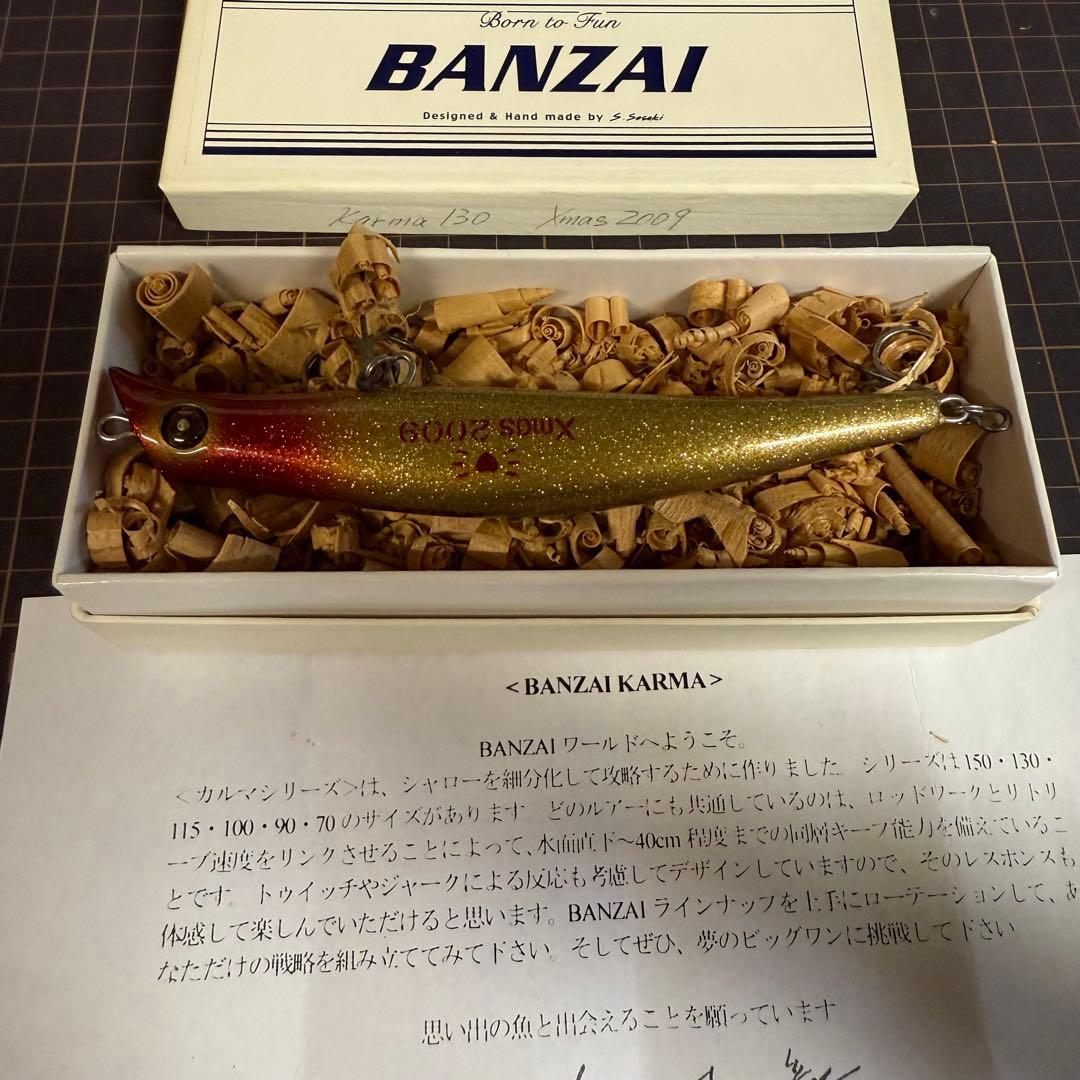 Born to Fun
BANZAI
Designed & Hand made by S.Sasaki
Karma 130 Xmas 2009
Xmas 2009
<BANZAI KARMA>
BANZAI ワールドへようこそ。
<カルマシリーズ>は、シャローを細分化して攻略するために作りました。シリーズは150・130・
115・100・90・70のサイズがあります。どのルアーにも共通しているのは、ロッドワークとリトリ
ーブ速度をリンクさせることによって、水面直下～40cm 程度までの同層キープ能力を備えているこ
とです。トゥイッチやジャークによる反応も考慮してデザインしていますので、そのレスポンスも
体感して楽しんでいただけると思います。BANZAI ラインナップを上手にローテーションして、あ
なただけの戦略を組み立ててみて下さい。そしてぜひ、夢のビッグワンに挑戦して下さい
思い出の魚と出会えることを願っています